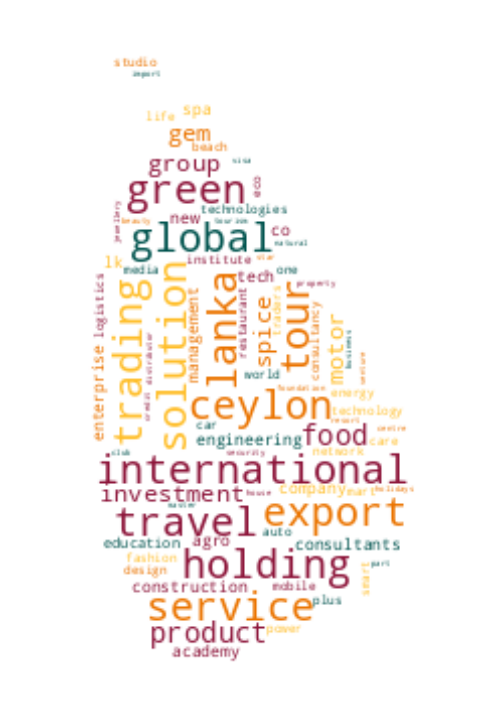 studio
import
life
spa
gem
beach
group
visa
green
technologies
jewellery
beauty
new
tourism
co
global
natural
lk
media
institute
star
tech
one
property
logistics
trading
solution
management
lanka
restaurant
spice
traders
tour
consultancy
motor
business
venture
enterprise
credit
distributor
world
foundation
energy
ceylon
technology
resort
car
engineering
food
centre
care
club
security
network
international
investment
house
company
mart
holidays
master
travel
export
auto
education
agro
consultants
fashion
design
holding
part
smart
construction
mobile
service
plus
product
power
academy